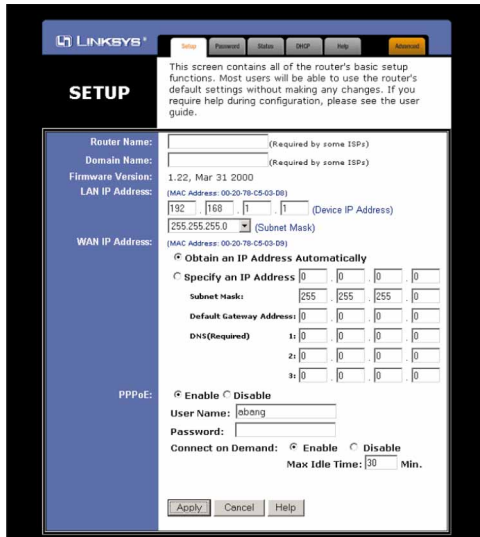 LINKSYS®
Setup Password Status DHCP Help Advanced
SETUP
This screen contains all of the router's basic setup
functions. Most users will be able to use the router's
default settings without making any changes. If you
require help during configuration, please see the user
guide.
Router Name: (Required by some ISPs)
Domain Name: (Required by some ISPs)
Firmware Version: 1.22, Mar 31 2000
LAN IP Address: (MAC Address: 00-20-78-C5-03-D8)
192 . 168 . 1 . 1 (Device IP Address)
255.255.255.0 (Subnet Mask)
WAN IP Address: (MAC Address: 00-20-78-C5-03-D9)
Obtain an IP Address Automatically
Specify an IP Address 0 . 0 . 0 . 0
Subnet Mask: 255 . 255 . 255 . 0
Default Gateway Address: 0 . 0 . 0 . 0
DNS(Required) 1: 0 . 0 . 0 . 0
2: 0 . 0 . 0 . 0
3: 0 . 0 . 0 . 0
PPPoE: Enable Disable
User Name: abang
Password:
Connect on Demand: Enable Disable
Max Idle Time: 30 Min.
Apply Cancel Help